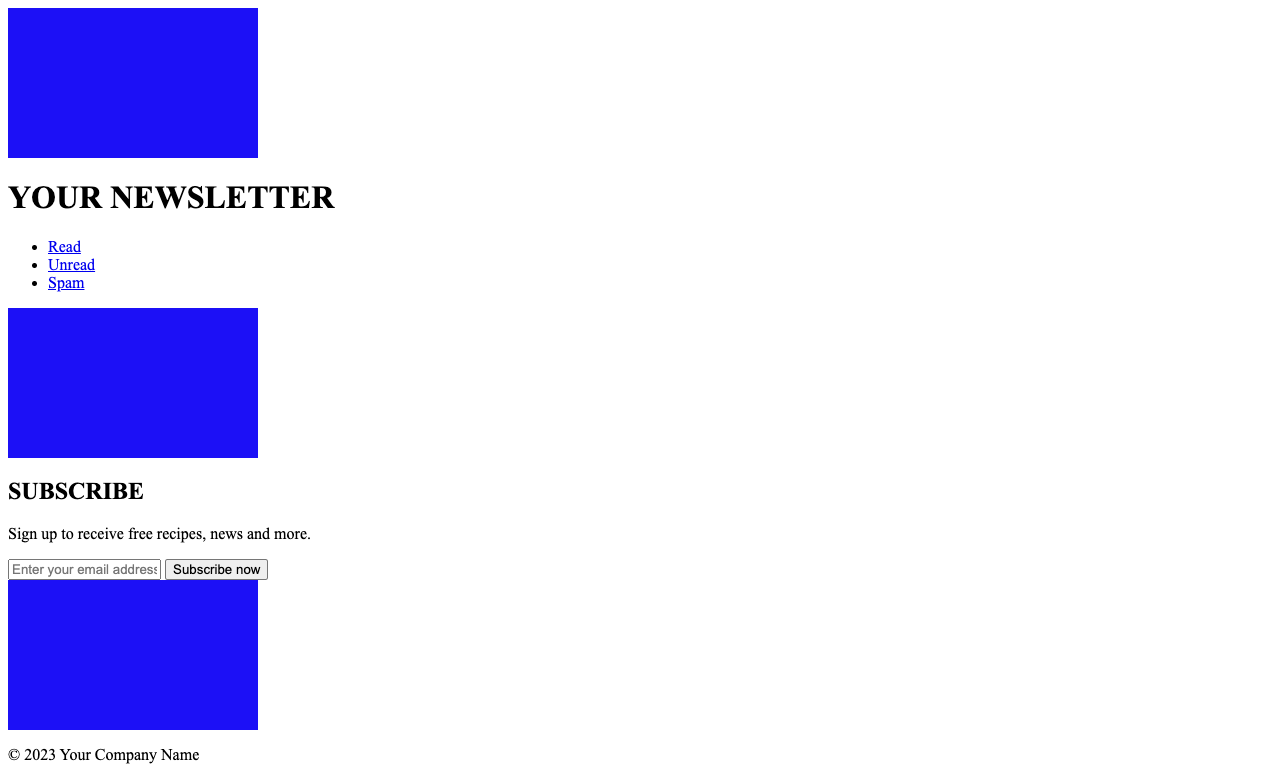 YOUR NEWSLETTER
Read
Unread
Spam
SUBSCRIBE
Sign up to receive free recipes, news and more.
Enter your email address Subscribe now
© 2023 Your Company Name